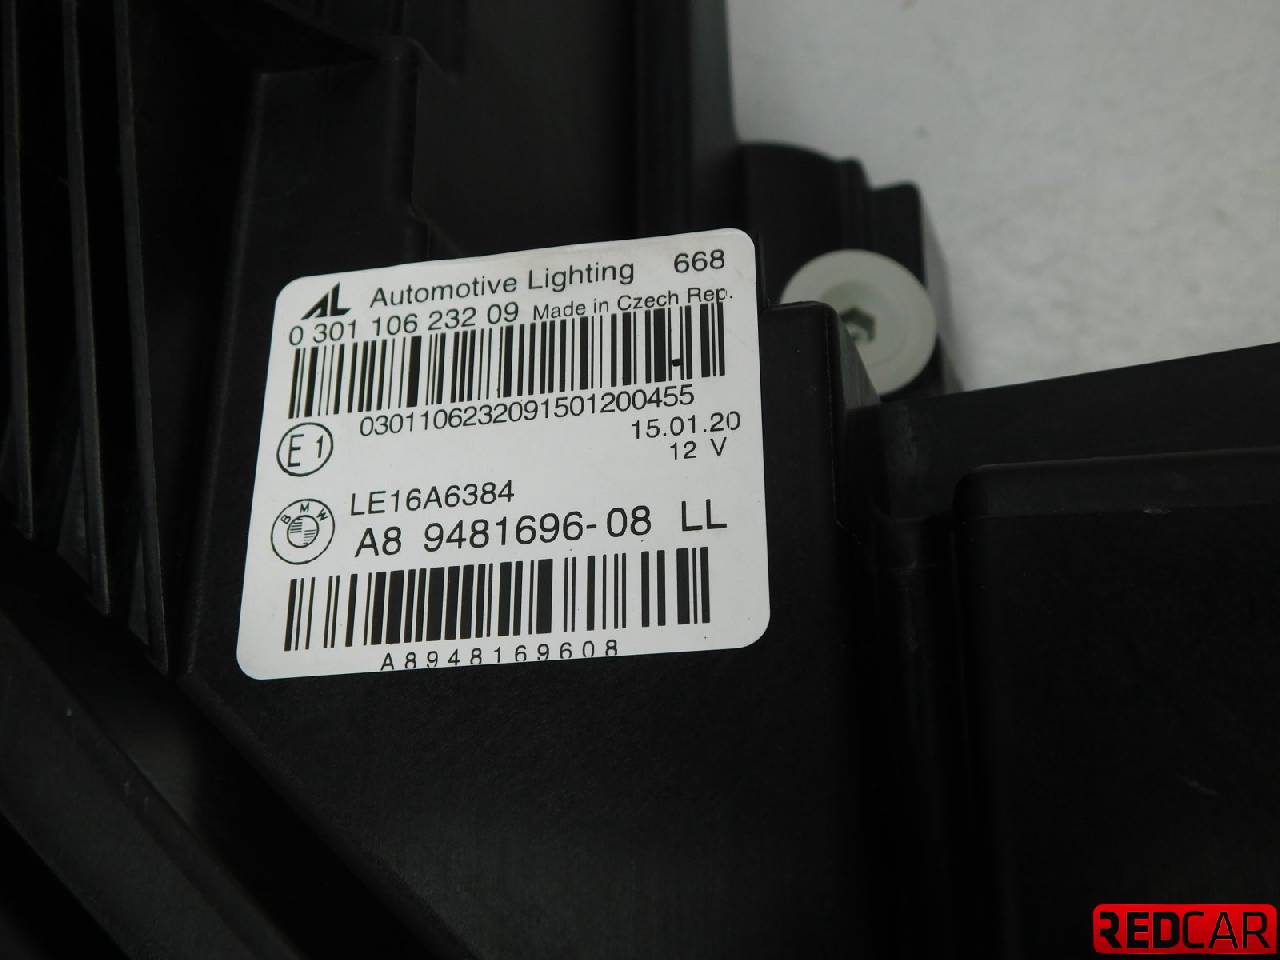 AL Automotive Lighting 668
0 301 106 232 09 Made in Czech Rep.
0301106232091501200455
E1
15.01.20
12 V
LE16A6384
BMW
A8 9481696-08 LL
A8948169608
REDCAR